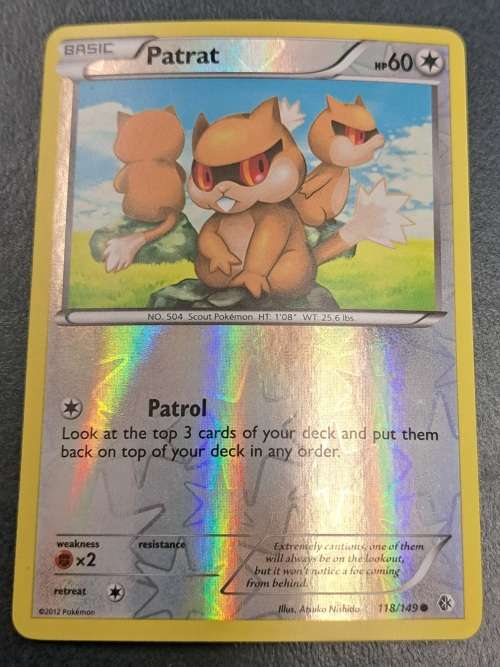 BASIC Patrat HP60
NO. 504 Scout Pokémon HT: 1'08" WT: 25.6 lbs.
Patrol
Look at the top 3 cards of your deck and put them
back on top of your deck in any order.
weakness resistance
×2
retreat
Extremely cautious, one of them
will always be on the lookout,
but it won't notice a foe coming
from behind.
©2012 Pokémon Illus. Atsuko Nishida 118/149